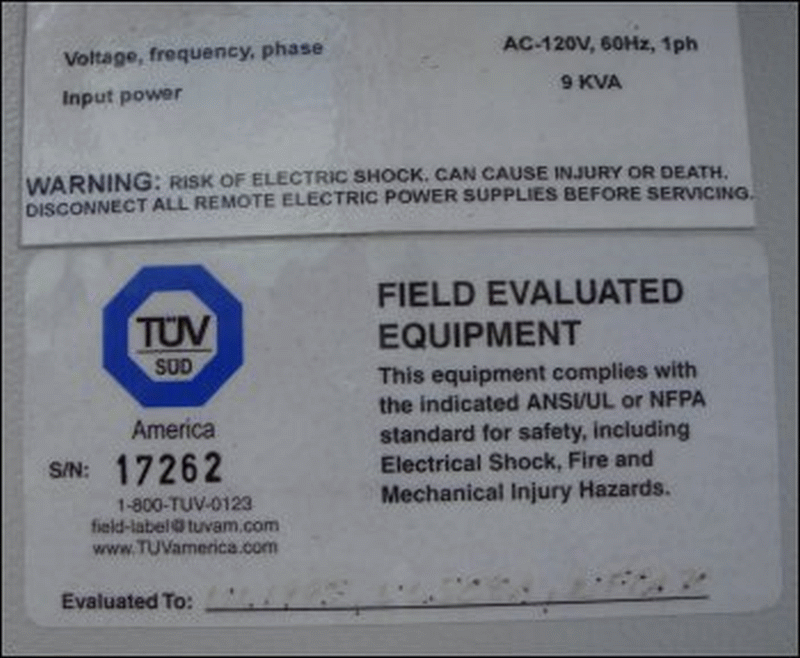 Voltage, frequency, phase AC-120V, 60Hz, 1ph
Input power 9 KVA
WARNING: RISK OF ELECTRIC SHOCK. CAN CAUSE INJURY OR DEATH.
DISCONNECT ALL REMOTE ELECTRIC POWER SUPPLIES BEFORE SERVICING.
TÜV
SÜD
America
S/N: 17262
1-800-TUV-0123
field-label@tuvam.com
www.TUVamerica.com
FIELD EVALUATED
EQUIPMENT
This equipment complies with
the indicated ANSI/UL or NFPA
standard for safety, including
Electrical Shock, Fire and
Mechanical Injury Hazards.
Evaluated To: